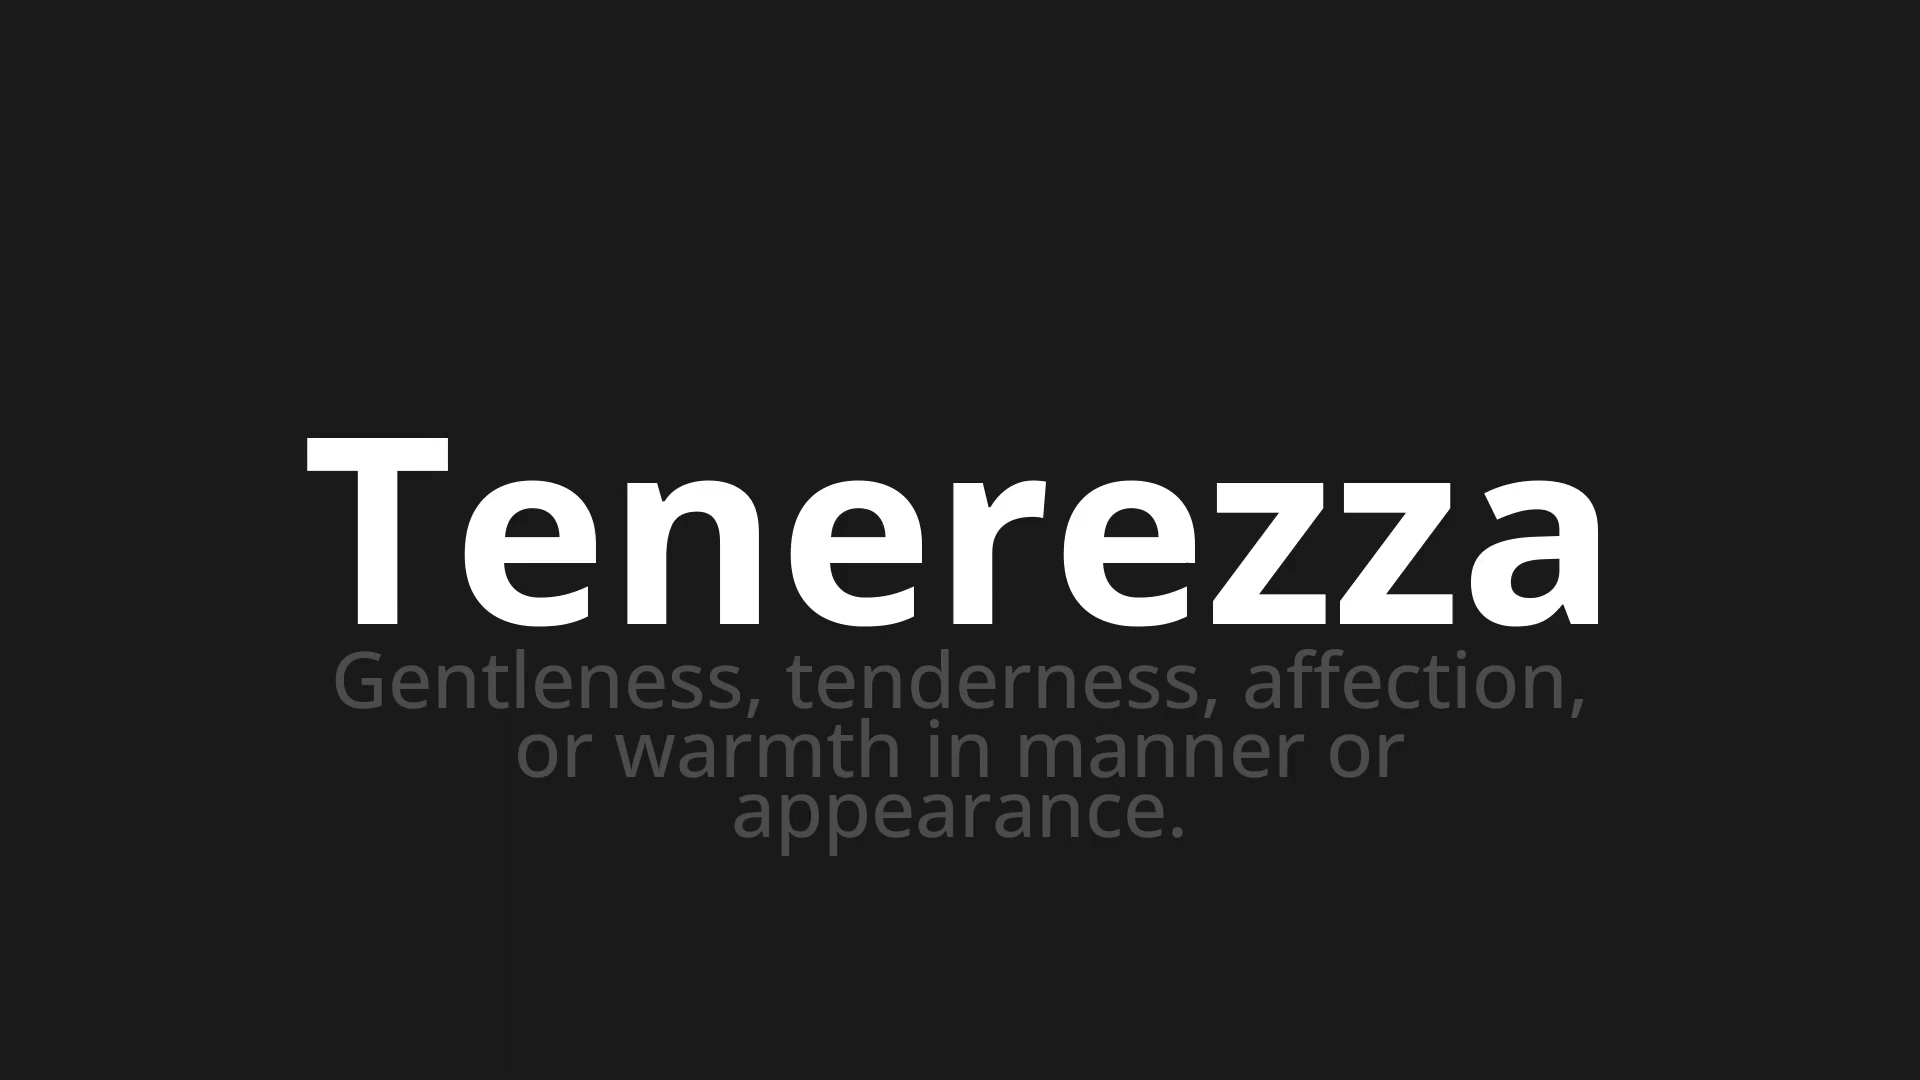 Tenerezza
Gentleness, tenderness, affection,
or warmth in manner or
appearance.